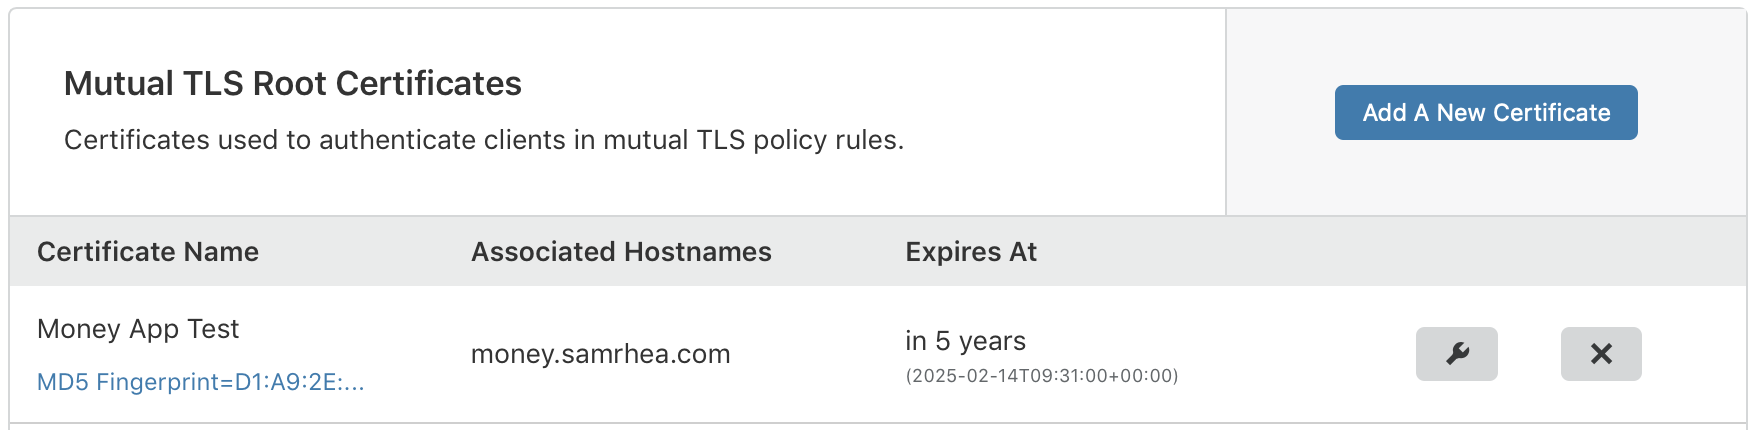 Mutual TLS Root Certificates
Certificates used to authenticate clients in mutual TLS policy rules.
Add A New Certificate
Certificate Name
Associated Hostnames
Expires At
Money App Test
MD5 Fingerprint=D1:A9:2E:...
money.samrhea.com
in 5 years
(2025-02-14T09:31:00+00:00)